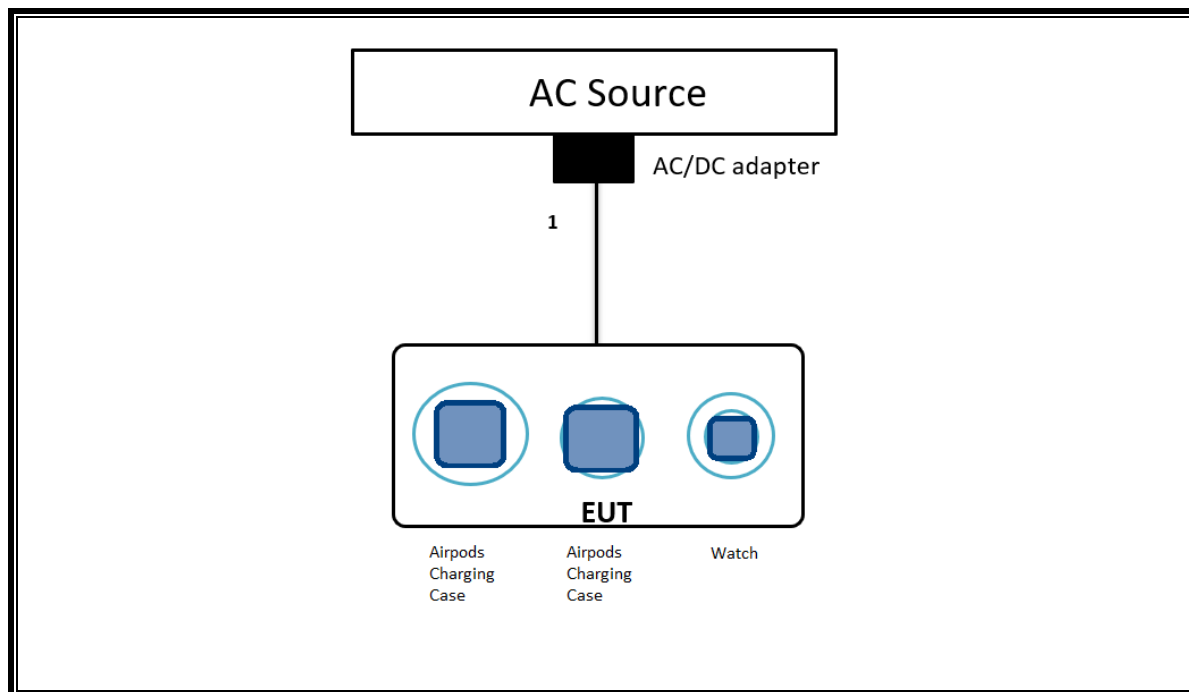 AC Source
AC/DC adapter
1
EUT
Airpods
Charging
Case
Airpods
Charging
Case
Watch